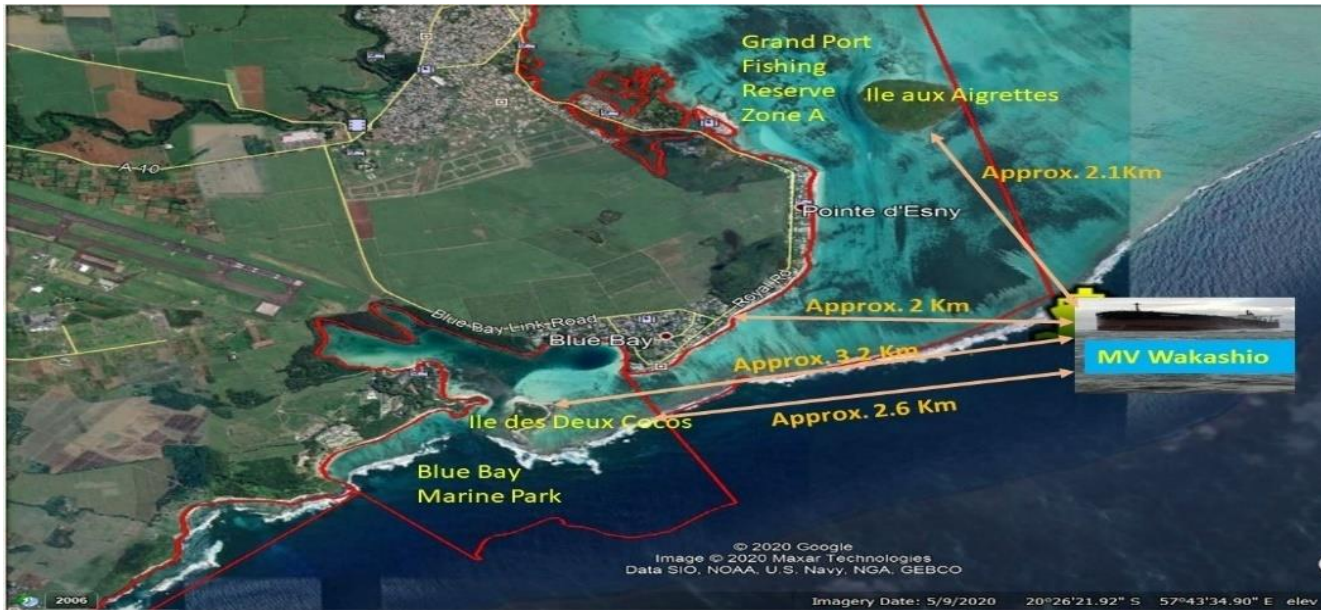 Grand Port
Fishing
Reserve
Zone A
Ile aux Aigrettes
A-10
Approx. 2.1Km
Pointe d'Esny
Royal Rd
Approx. 2 Km
Blue Bay Link Road
Blue Bay
Approx. 3.2 Km
MV Wakashio
Approx. 2.6 Km
Ile des Deux Cocos
Blue Bay
Marine Park
© 2020 Google
Image © 2020 Maxar Technologies
Data SIO, NOAA, U.S. Navy, NGA, GEBCO
2006
Imagery Date: 5/9/2020 20°26'21.92" S 57°43'34.90" E elev